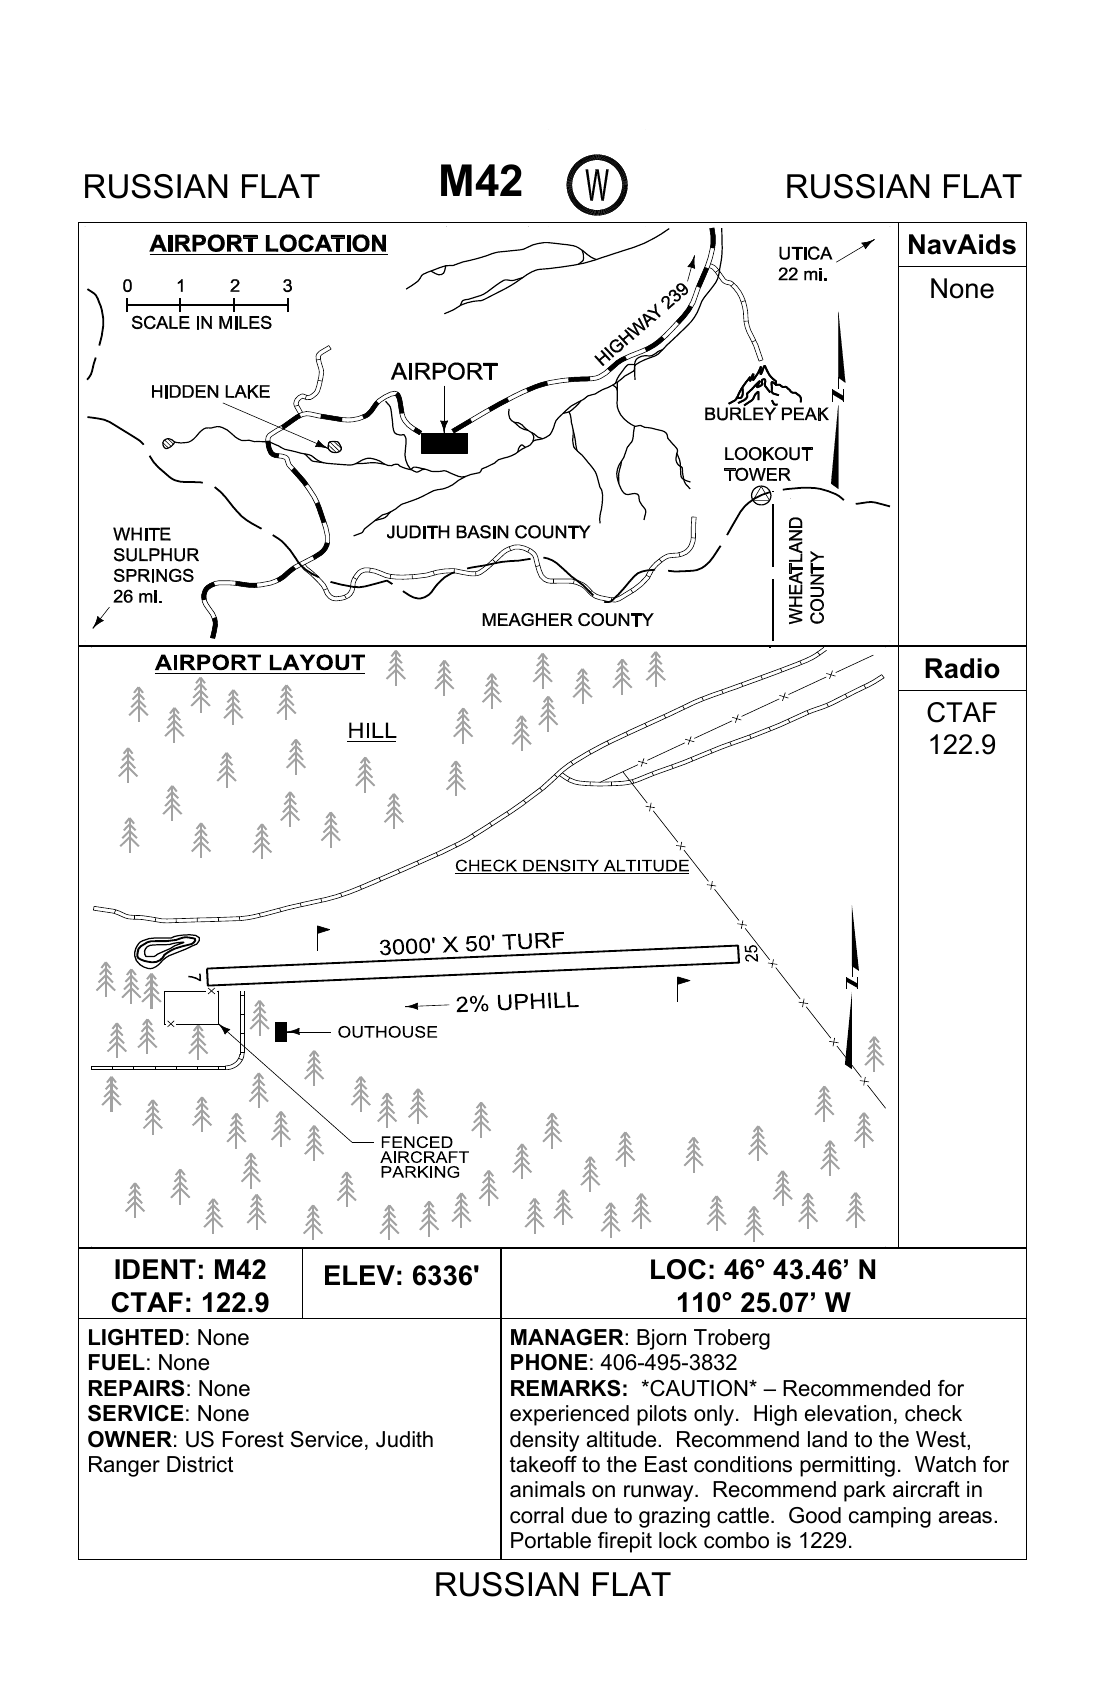 RUSSIAN FLAT M42 W RUSSIAN FLAT
AIRPORT LOCATION
0 1 2 3
SCALE IN MILES
UTICA
22 mi.
HIGHWAY 239
AIRPORT
HIDDEN LAKE
BURLEY PEAK
N
LOOKOUT
TOWER
WHITE
SULPHUR
SPRINGS
26 mi.
JUDITH BASIN COUNTY
MEAGHER COUNTY
WHEATLAND
COUNTY
NavAids
None
AIRPORT LAYOUT
HILL
CHECK DENSITY ALTITUDE
3000' X 50' TURF
7
25
2% UPHILL
N
OUTHOUSE
FENCED
AIRCRAFT
PARKING
Radio
CTAF
122.9
IDENT: M42
CTAF: 122.9
ELEV: 6336'
LOC: 46° 43.46’ N
110° 25.07’ W
LIGHTED: None
FUEL: None
REPAIRS: None
SERVICE: None
OWNER: US Forest Service, Judith
Ranger District
MANAGER: Bjorn Troberg
PHONE: 406-495-3832
REMARKS: *CAUTION* – Recommended for
experienced pilots only. High elevation, check
density altitude. Recommend land to the West,
takeoff to the East conditions permitting. Watch for
animals on runway. Recommend park aircraft in
corral due to grazing cattle. Good camping areas.
Portable firepit lock combo is 1229.
RUSSIAN FLAT